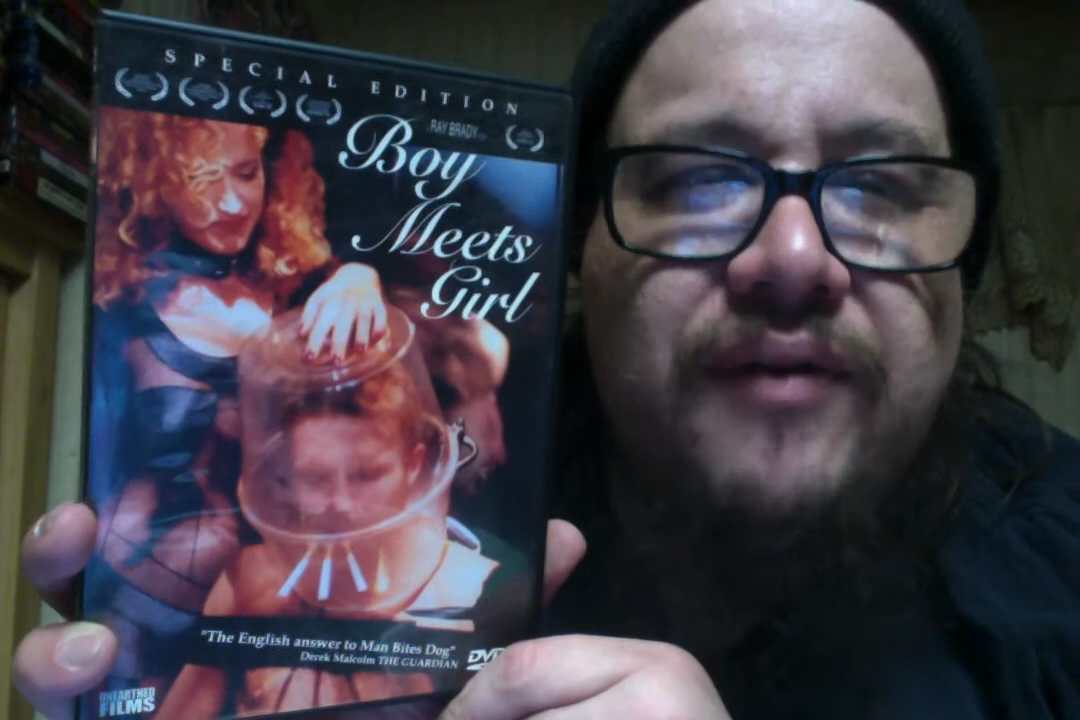 SPECIAL EDITION
RAY BRADY
Boy
Meets
Girl
"The English answer to Man Bites Dog"
Derek Malcolm THE GUARDIAN
DVD
UNEARTHED
FILMS